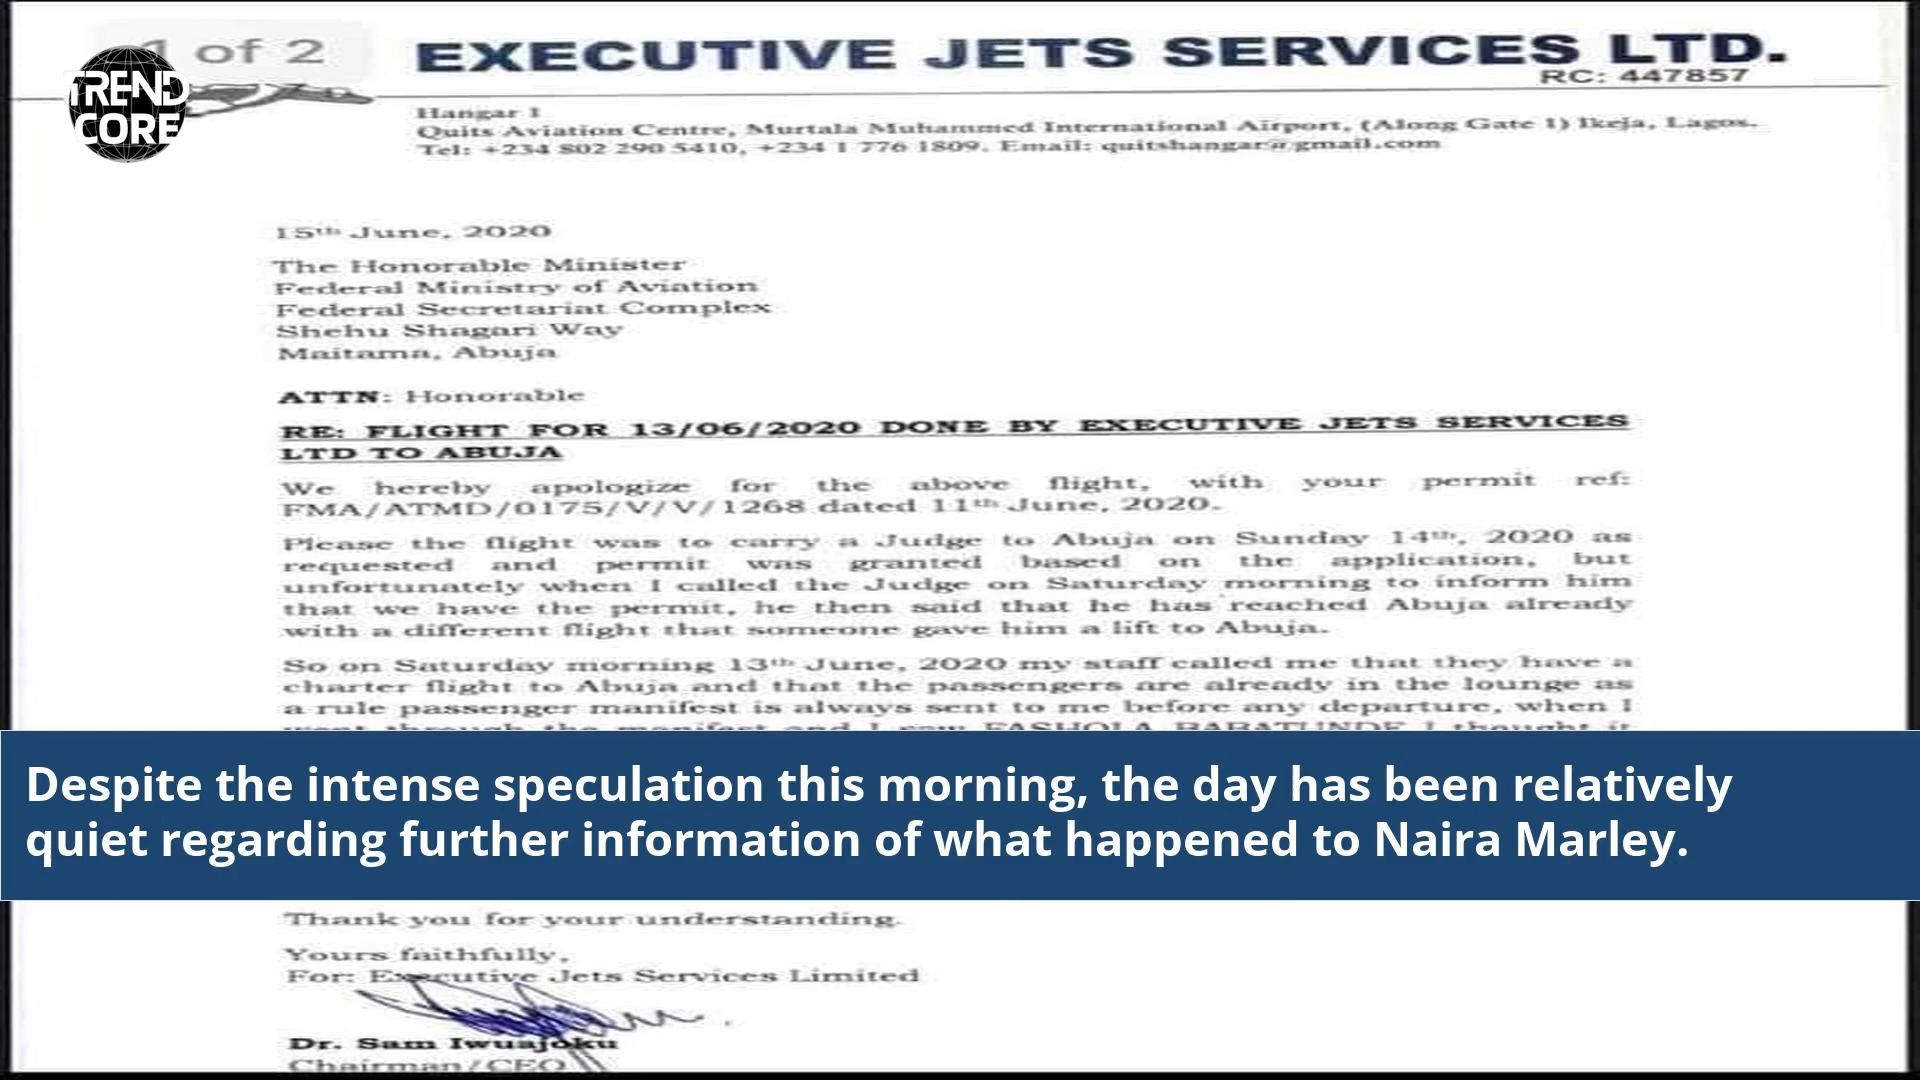 1 of 2
TREND
CORE
EXECUTIVE JETS SERVICES LTD.
RC: 447857
Hangar 1
Quits Aviation Centre, Murtala Muhammed International Airport, (Along Gate 1) Ikeja, Lagos.
Tel: +234 802 290 5410, +234 1 776 1809. Email: quitshangar@gmail.com
15th June, 2020
The Honorable Minister
Federal Ministry of Aviation
Federal Secretariat Complex
Shehu Shagari Way
Maitama, Abuja
ATTN: Honorable
RE: FLIGHT FOR 13/06/2020 DONE BY EXECUTIVE JETS SERVICES
LTD TO ABUJA
We hereby apologize for the above flight, with your permit ref:
FMA/ATMD/0175/V/V/1268 dated 11th June, 2020.
Please the flight was to carry a Judge to Abuja on Sunday 14th, 2020 as
requested and permit was granted based on the application, but
unfortunately when I called the Judge on Saturday morning to inform him
that we have the permit, he then said that he has reached Abuja already
with a different flight that someone gave him a lift to Abuja.
So on Saturday morning 13th June, 2020 my staff called me that they have a
charter flight to Abuja and that the passengers are already in the lounge as
a rule passenger manifest is always sent to me before any departure, when I
went through the manifest and I saw FASHOLA BABATUNDE I thought it
Despite the intense speculation this morning, the day has been relatively
quiet regarding further information of what happened to Naira Marley.
Thank you for your understanding.
Yours faithfully,
For: Executive Jets Services Limited
Dr. Sam Iwuajoku
Chairman/CEO